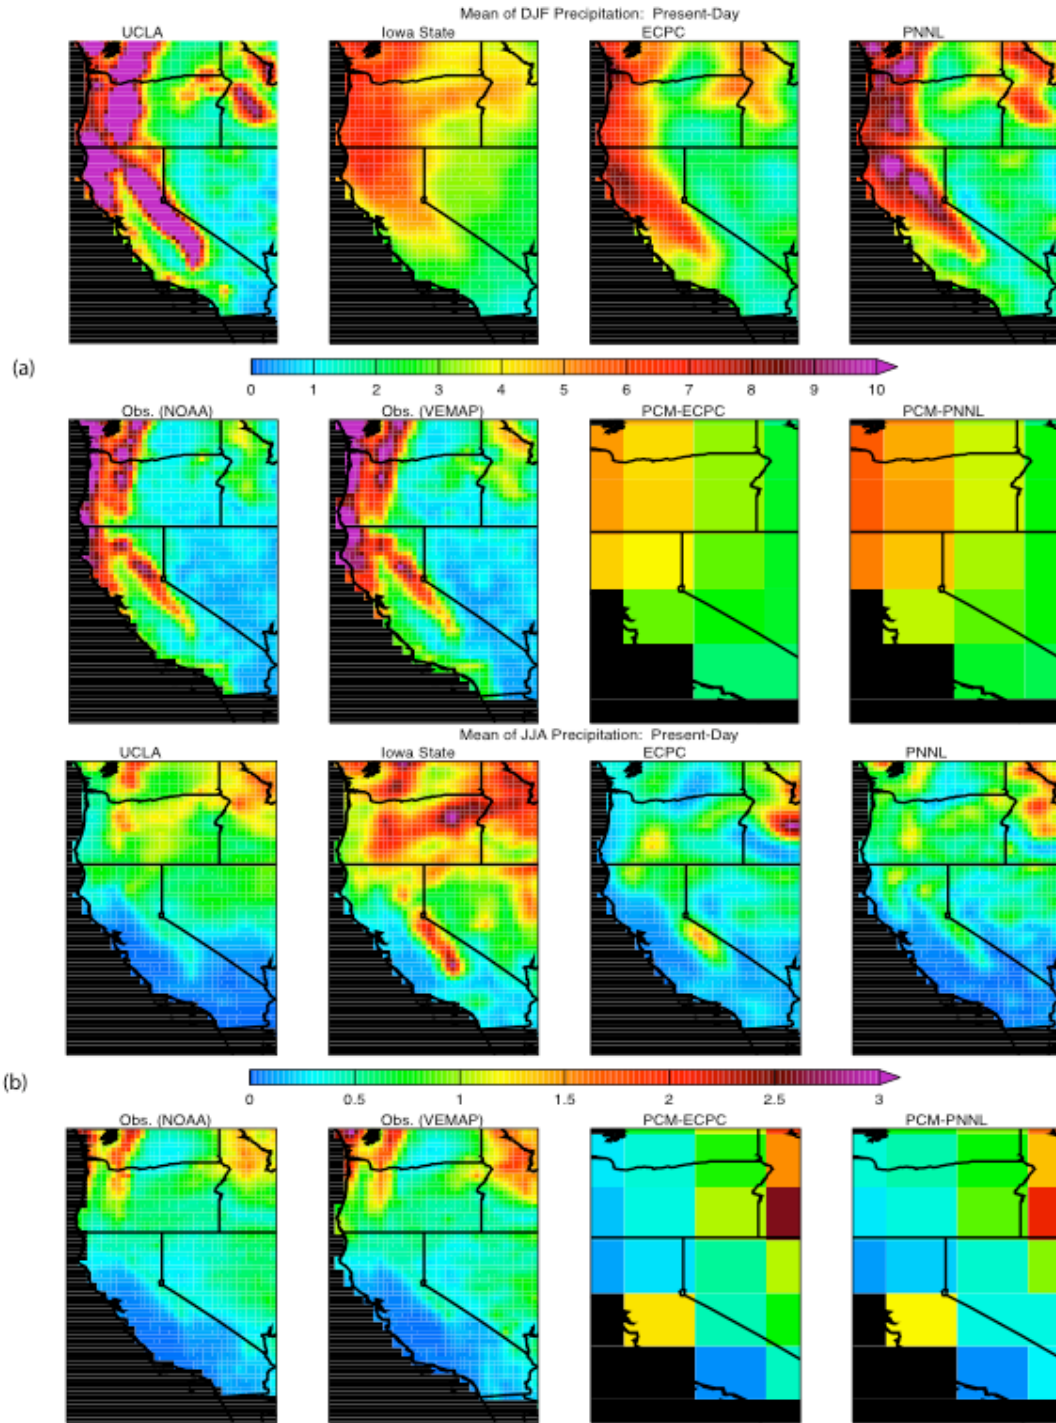 Mean of DJF Precipitation: Present-Day
UCLA Iowa State ECPC PNNL
(a)
0 1 2 3 4 5 6 7 8 9 10
Obs. (NOAA) Obs. (VEMAP) PCM-ECPC PCM-PNNL
Mean of JJA Precipitation: Present-Day
UCLA Iowa State ECPC PNNL
(b)
0 0.5 1 1.5 2 2.5 3
Obs. (NOAA) Obs. (VEMAP) PCM-ECPC PCM-PNNL